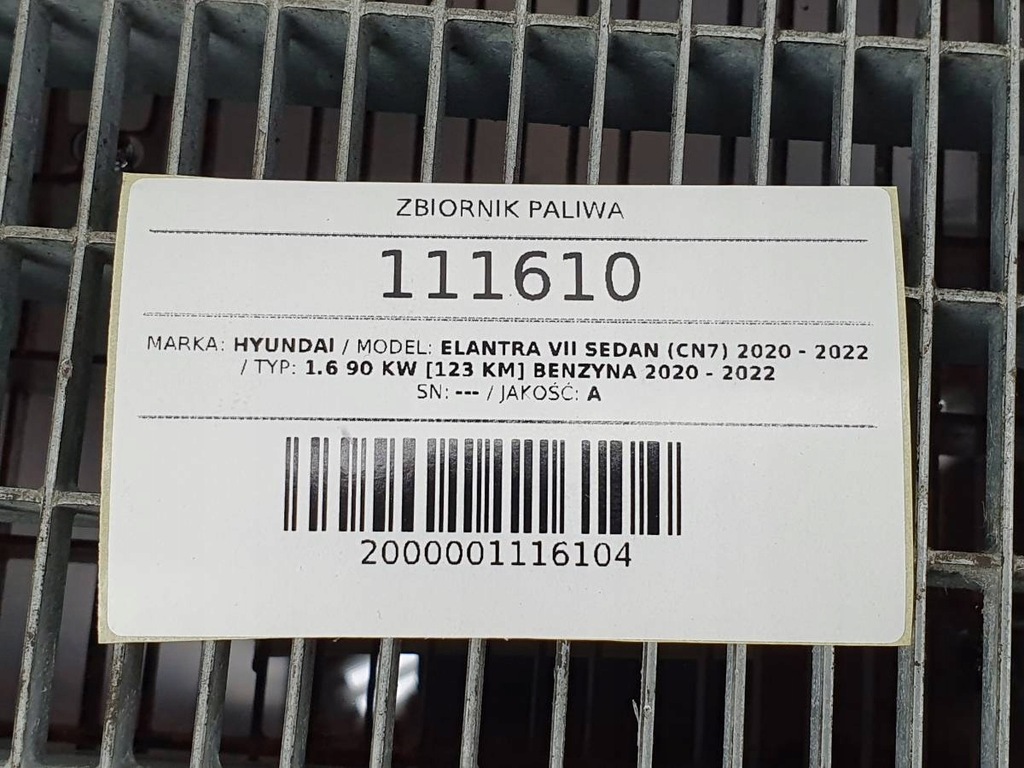 ZBIORNIK PALIWA
111610
MARKA: HYUNDAI / MODEL: ELANTRA VII SEDAN (CN7) 2020 - 2022
/ TYP: 1.6 90 KW [123 KM] BENZYNA 2020 - 2022
SN: --- / JAKOŚĆ: A
2000001116104